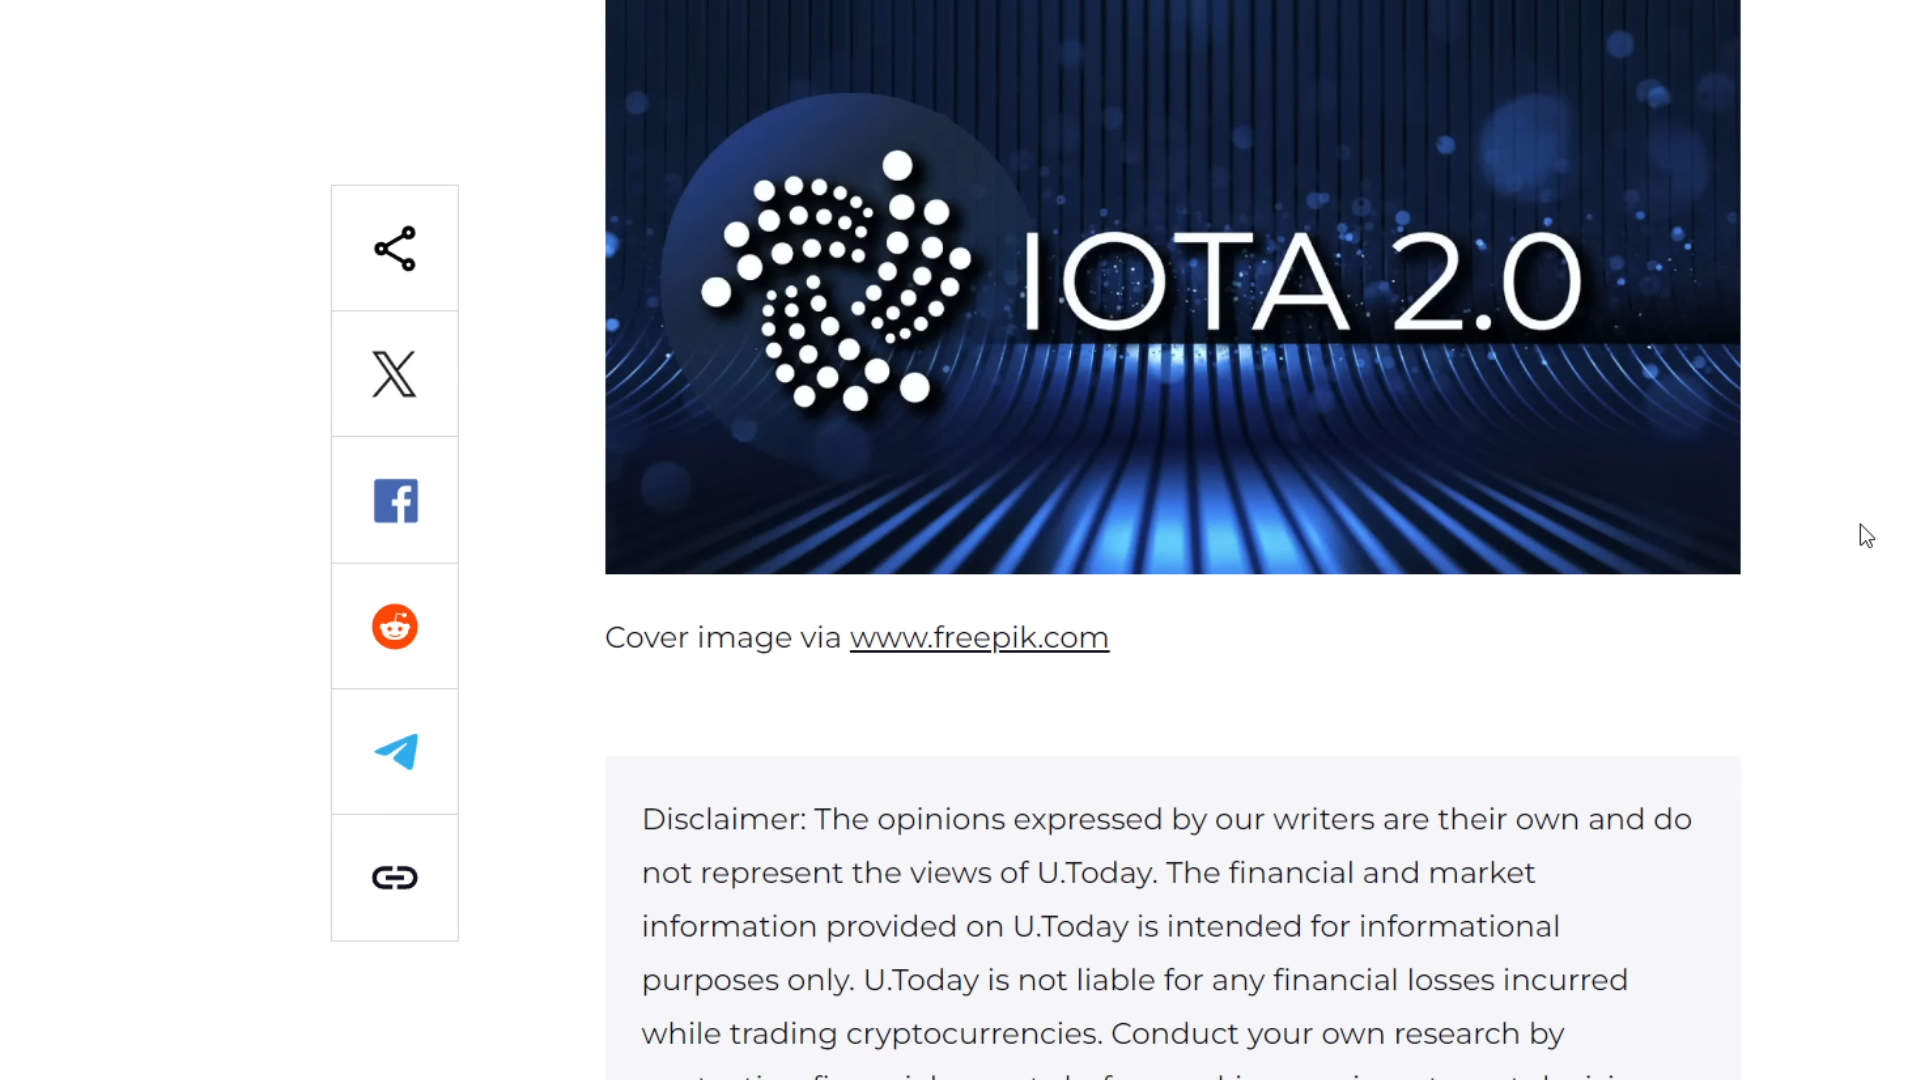 IOTA 2.0
Cover image via www.freepik.com
Disclaimer: The opinions expressed by our writers are their own and do
not represent the views of U.Today. The financial and market
information provided on U.Today is intended for informational
purposes only. U.Today is not liable for any financial losses incurred
while trading cryptocurrencies. Conduct your own research by